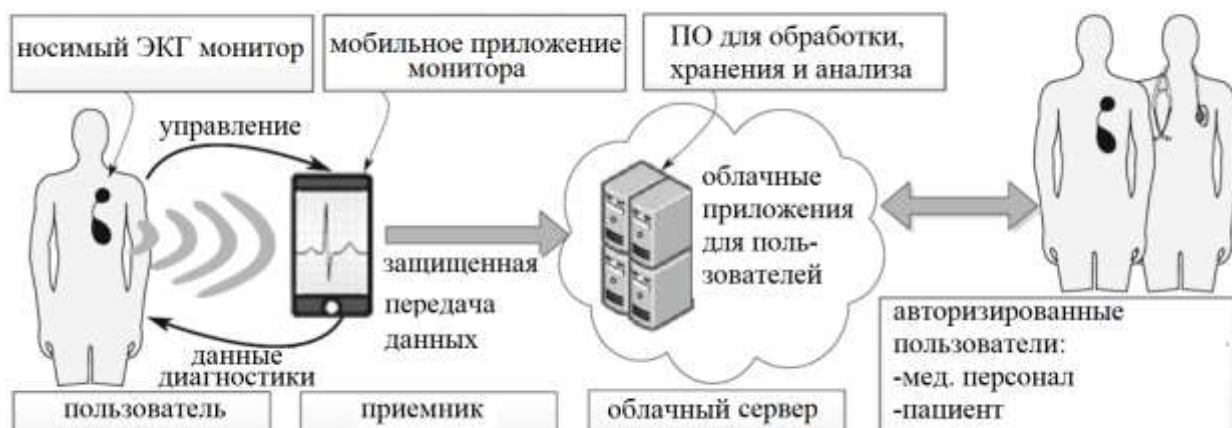 носимый ЭКГ монитор
мобильное приложение
монитора
ПО для обработки,
хранения и анализа
управление
данные
диагностики
защищенная
передача
данных
облачные
приложения
для поль-
зователей
авторизированные
пользователи:
-мед. персонал
-пациент
пользователь
приемник
облачный сервер